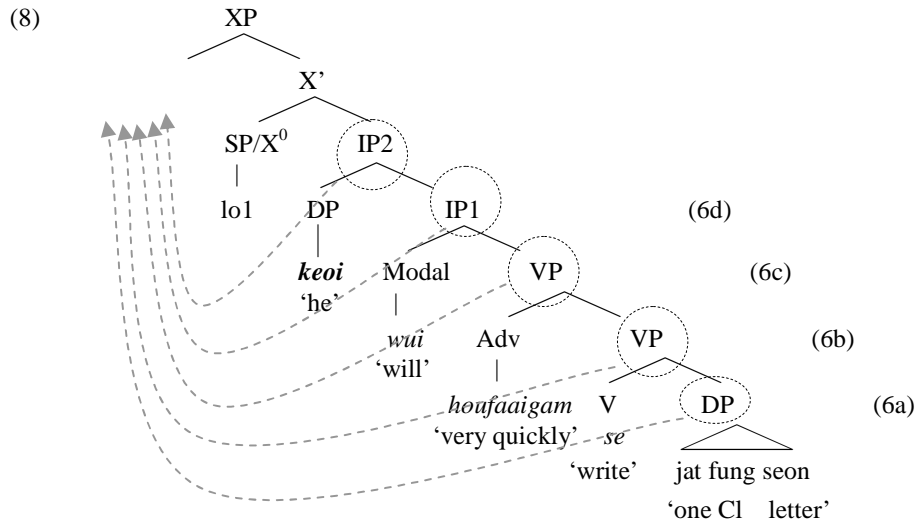 (8) XP
X’
SP/X⁰ IP2
lo1 DP IP1 (6d)
keoi Modal VP (6c)
‘he’
wui Adv VP (6b)
‘will’
houfaaigam V DP (6a)
‘very quickly’ se
‘write’ jat fung seon
‘one Cl letter’